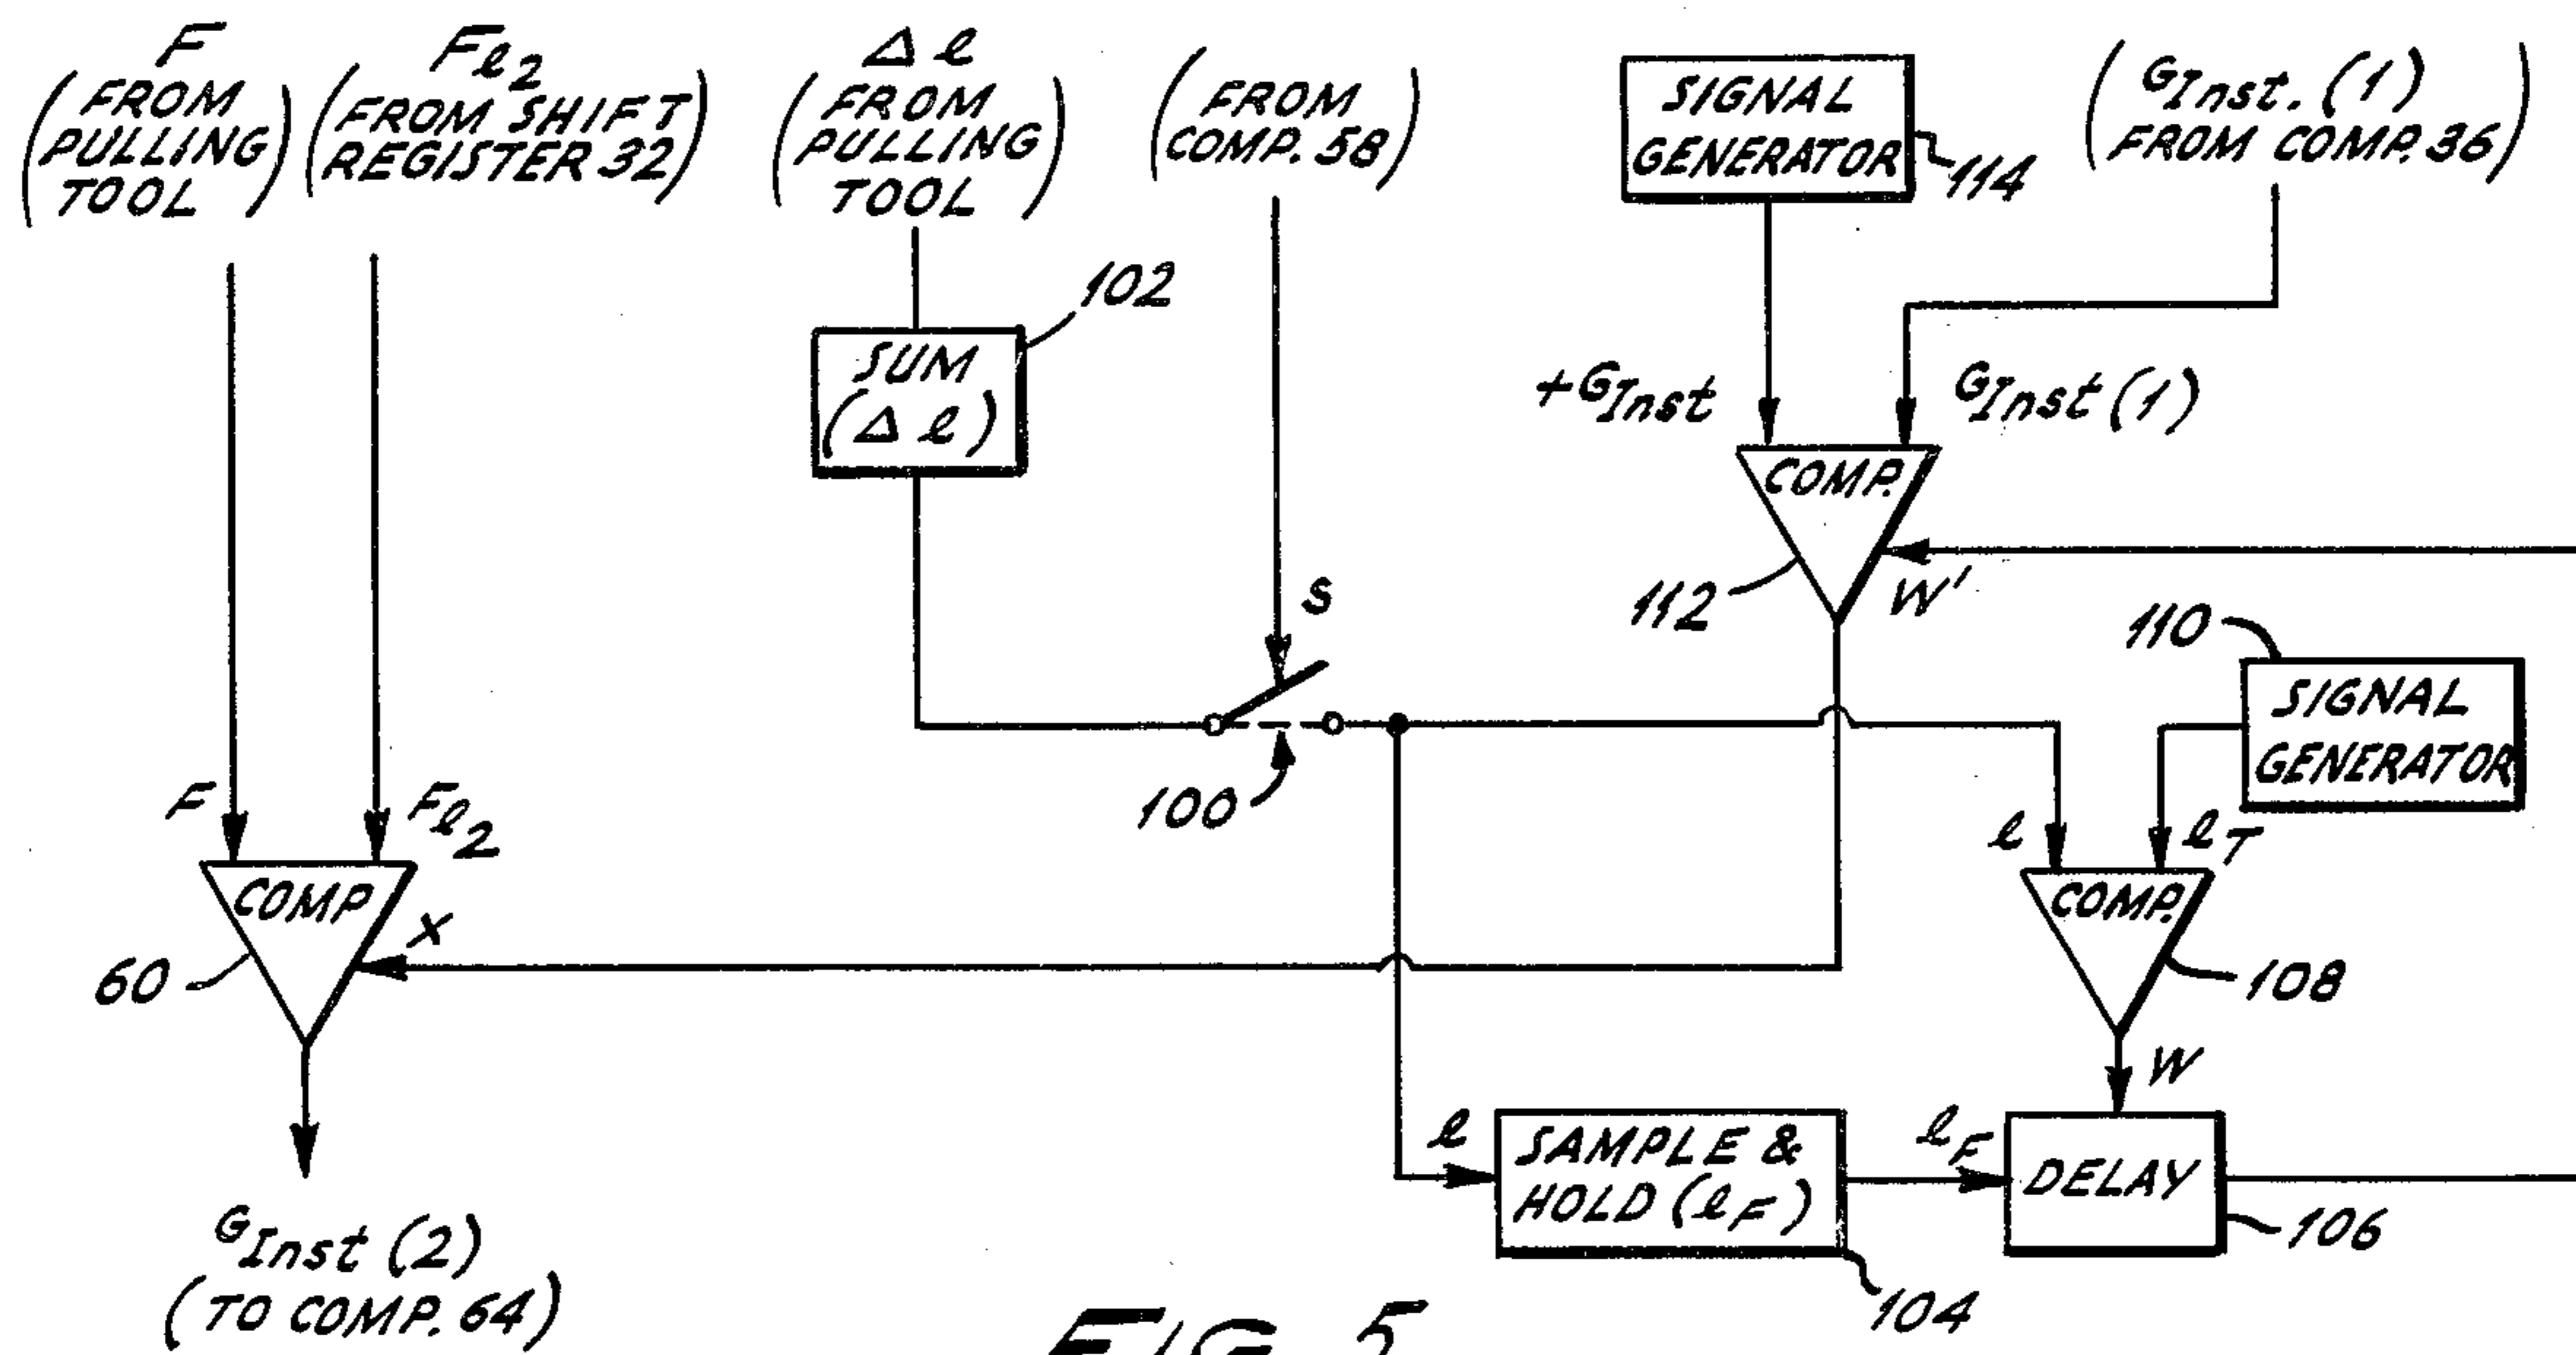 F
(FROM
PULLING
TOOL)
Fℓ2
(FROM SHIFT
REGISTER 32)
Δℓ
(FROM
PULLING
TOOL)
(FROM
COMP. 58)
SIGNAL
GENERATOR
114
(GInst. (1)
FROM COMP. 36)
102
SUM
(Δℓ)
+GInst
GInst (1)
COMP.
112
W'
S
110
SIGNAL
GENERATOR
100
F
Fℓ2
ℓ
ℓT
COMP
X
60
COMP.
108
W
ℓ
SAMPLE &
HOLD (ℓF)
ℓF
DELAY
106
104
GInst (2)
(TO COMP. 64)
FIG 5